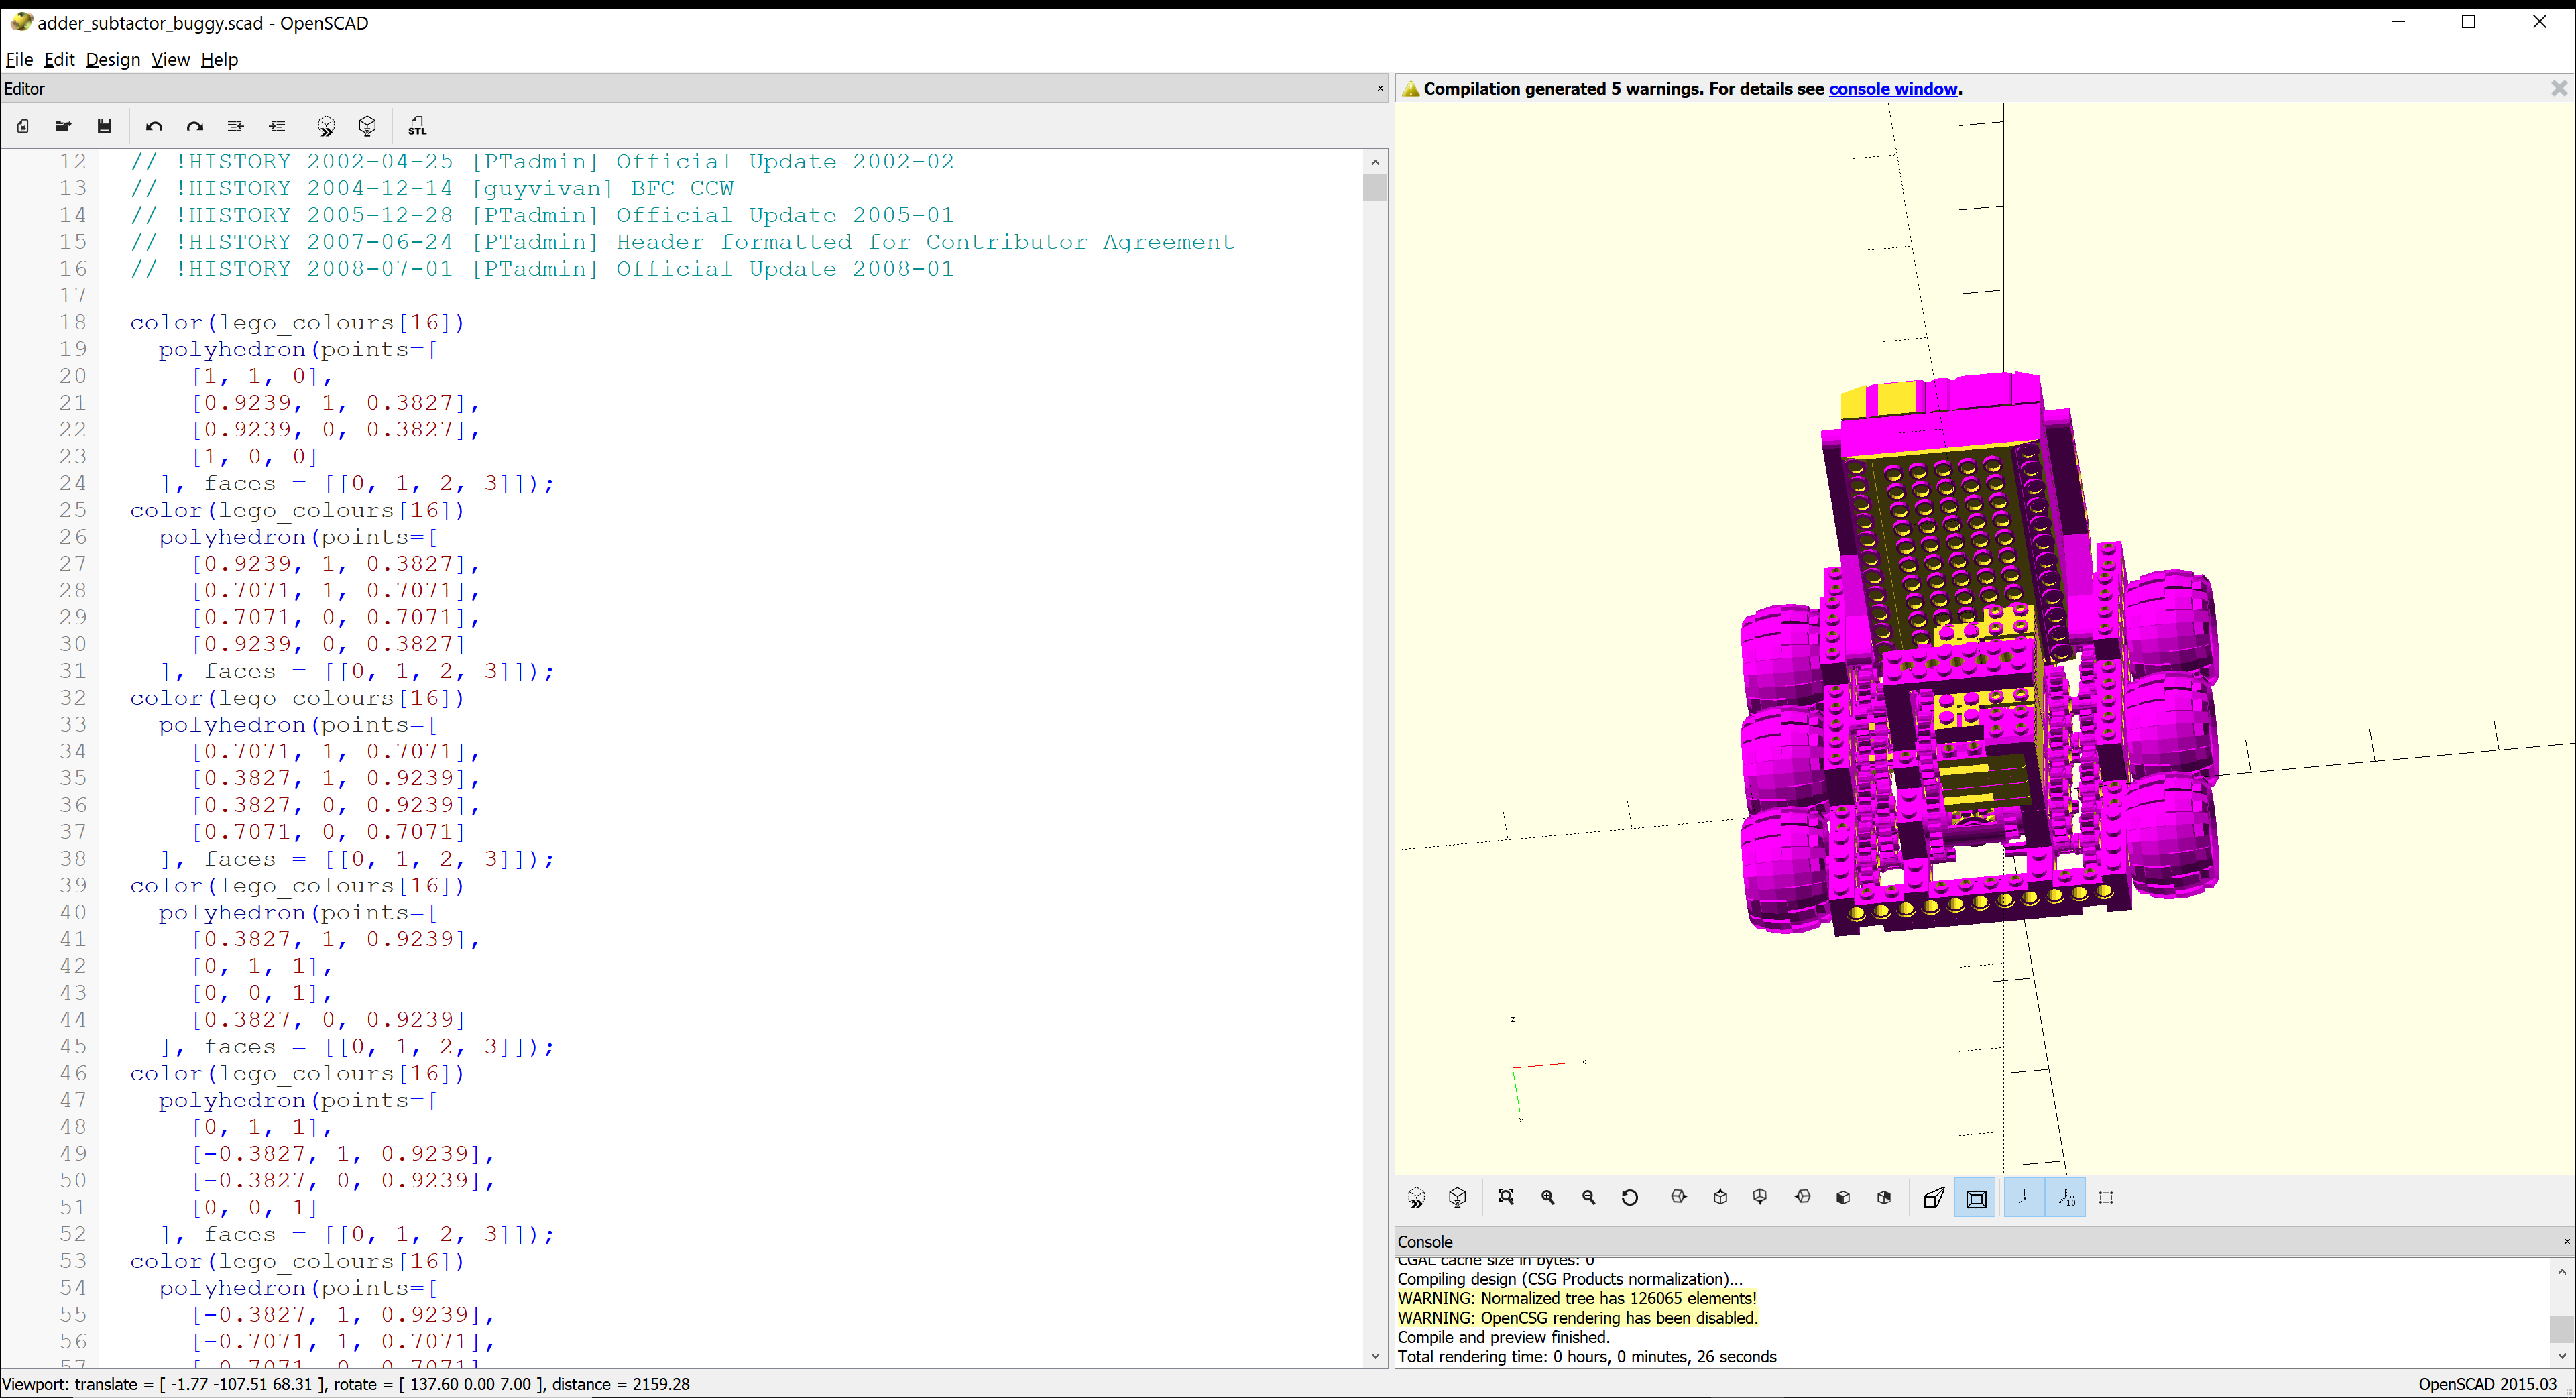 adder_subtactor_buggy.scad - OpenSCAD
File Edit Design View Help
Editor
STL
12 // !HISTORY 2002-04-25 [PTadmin] Official Update 2002-02
13 // !HISTORY 2004-12-14 [guyvivan] BFC CCW
14 // !HISTORY 2005-12-28 [PTadmin] Official Update 2005-01
15 // !HISTORY 2007-06-24 [PTadmin] Header formatted for Contributor Agreement
16 // !HISTORY 2008-07-01 [PTadmin] Official Update 2008-01
17
18 color(lego_colours[16])
19 polyhedron(points=[
20 [1, 1, 0],
21 [0.9239, 1, 0.3827],
22 [0.9239, 0, 0.3827],
23 [1, 0, 0]
24 ], faces = [[0, 1, 2, 3]]);
25 color(lego_colours[16])
26 polyhedron(points=[
27 [0.9239, 1, 0.3827],
28 [0.7071, 1, 0.7071],
29 [0.7071, 0, 0.7071],
30 [0.9239, 0, 0.3827]
31 ], faces = [[0, 1, 2, 3]]);
32 color(lego_colours[16])
33 polyhedron(points=[
34 [0.7071, 1, 0.7071],
35 [0.3827, 1, 0.9239],
36 [0.3827, 0, 0.9239],
37 [0.7071, 0, 0.7071]
38 ], faces = [[0, 1, 2, 3]]);
39 color(lego_colours[16])
40 polyhedron(points=[
41 [0.3827, 1, 0.9239],
42 [0, 1, 1],
43 [0, 0, 1],
44 [0.3827, 0, 0.9239]
45 ], faces = [[0, 1, 2, 3]]);
46 color(lego_colours[16])
47 polyhedron(points=[
48 [0, 1, 1],
49 [-0.3827, 1, 0.9239],
50 [-0.3827, 0, 0.9239],
51 [0, 0, 1]
52 ], faces = [[0, 1, 2, 3]]);
53 color(lego_colours[16])
54 polyhedron(points=[
55 [-0.3827, 1, 0.9239],
56 [-0.7071, 1, 0.7071],
57 [-0.7071, 0, 0.7071]
Compilation generated 5 warnings. For details see console window.
z
x
y
10
Console
CGAL cache size in bytes: 0
Compiling design (CSG Products normalization)...
WARNING: Normalized tree has 126065 elements!
WARNING: OpenCSG rendering has been disabled.
Compile and preview finished.
Total rendering time: 0 hours, 0 minutes, 26 seconds
Viewport: translate = [ -1.77 -107.51 68.31 ], rotate = [ 137.60 0.00 7.00 ], distance = 2159.28
OpenSCAD 2015.03